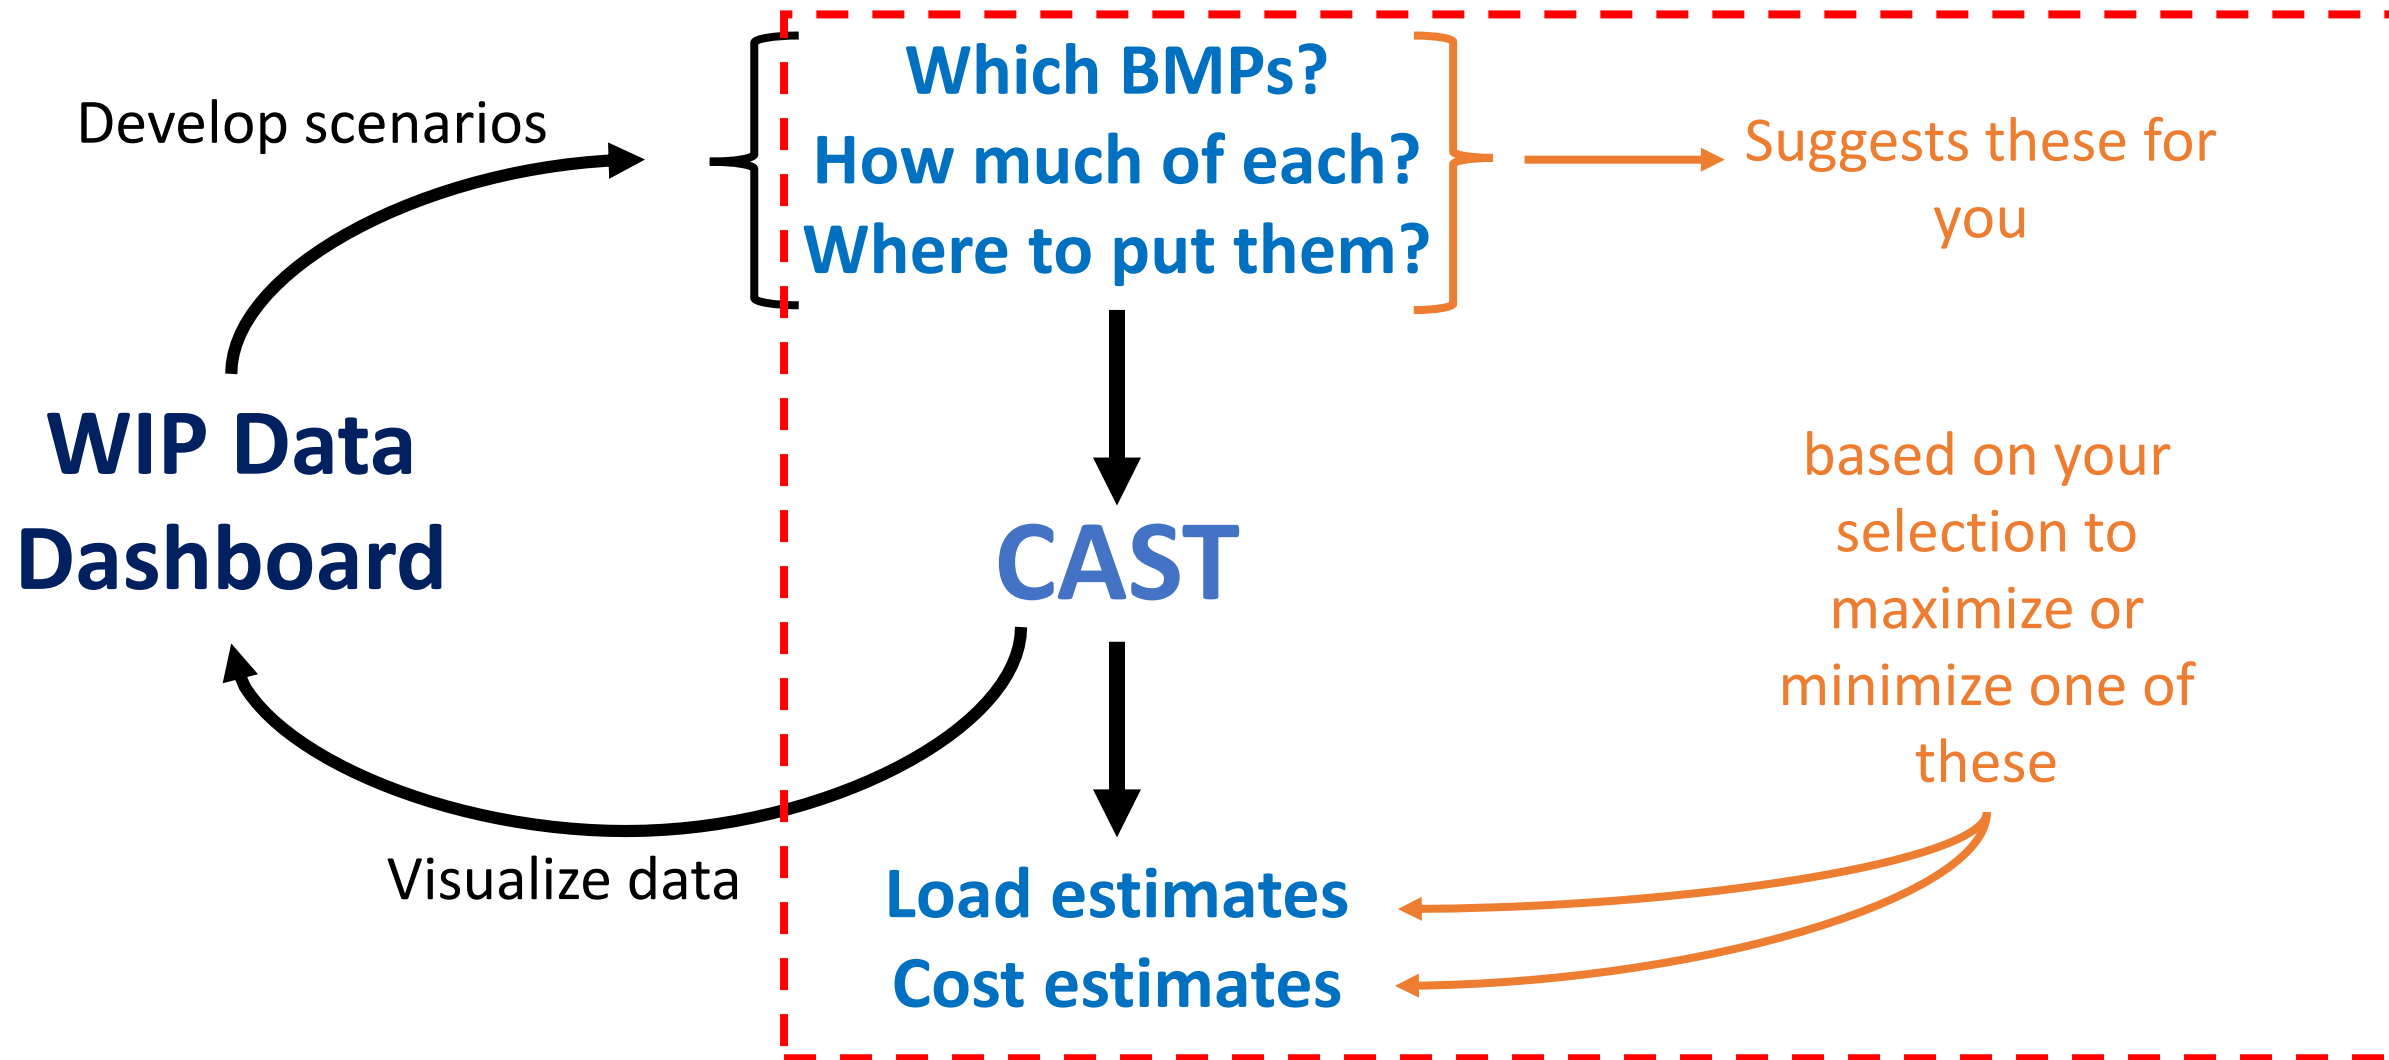 Develop scenarios
Which BMPs?
How much of each?
Where to put them?
Suggests these for
you
WIP Data
Dashboard
CAST
based on your
selection to
maximize or
minimize one of
these
Visualize data
Load estimates
Cost estimates